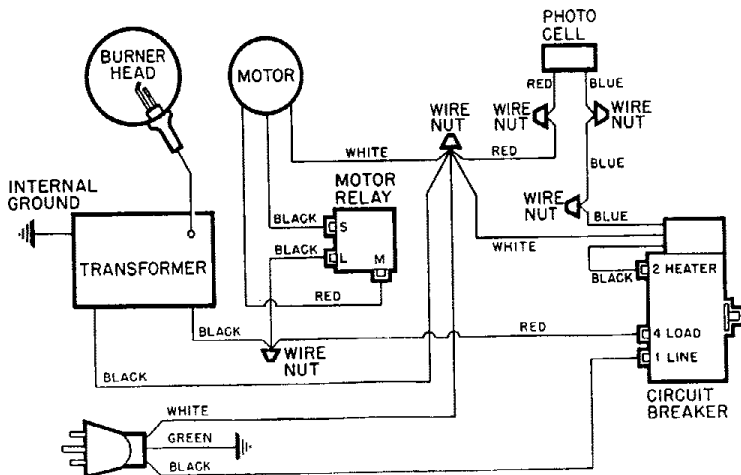 PHOTO
CELL
BURNER
HEAD
MOTOR
RED
BLUE
WIRE
NUT
WIRE
NUT
WIRE
NUT
WHITE
RED
BLUE
INTERNAL
GROUND
MOTOR
RELAY
WIRE
NUT
BLACK
S
BLUE
WHITE
BLACK
L
M
TRANSFORMER
BLACK
2 HEATER
RED
BLACK
RED
4 LOAD
WIRE
NUT
1 LINE
BLACK
CIRCUIT
BREAKER
WHITE
GREEN
BLACK